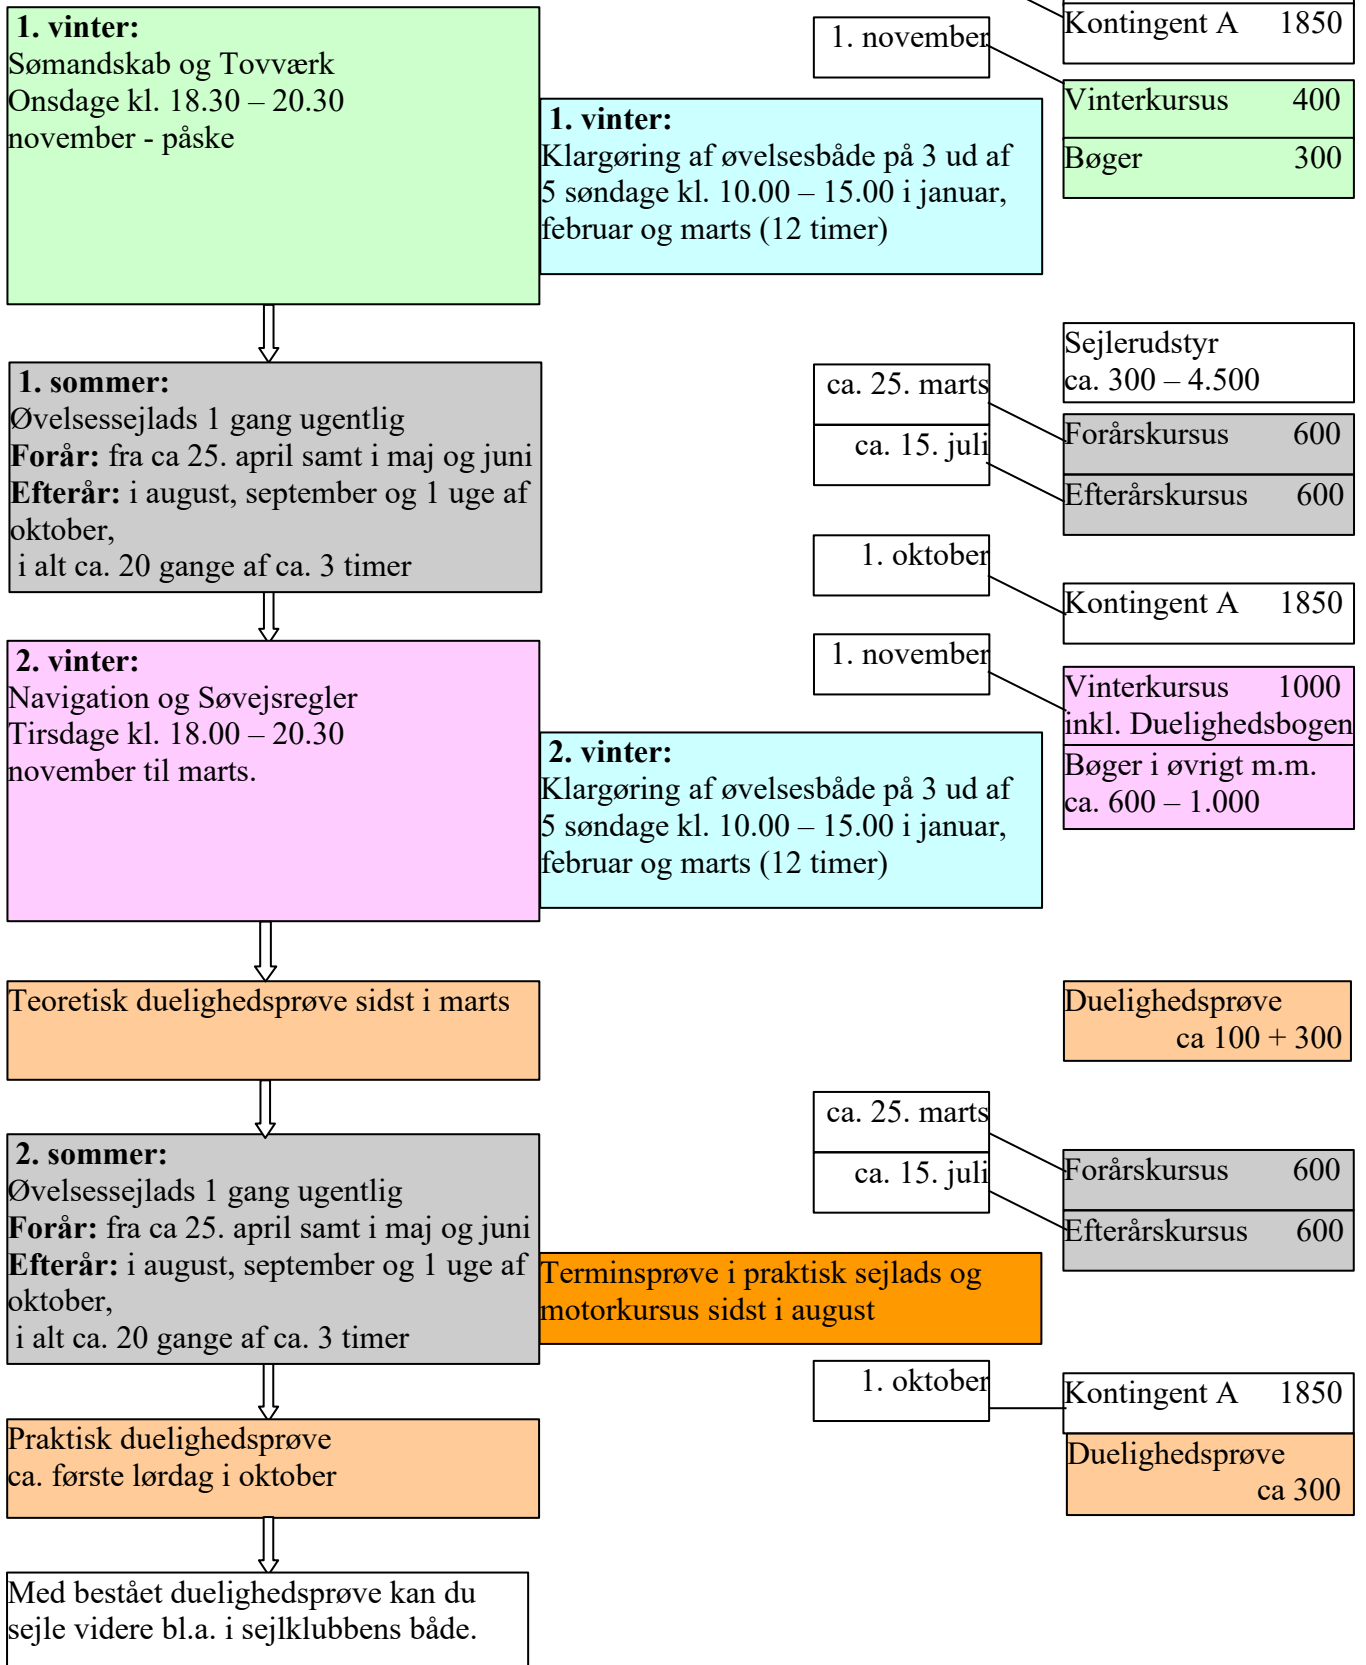 1. vinter:
Sømandskab og Tovværk
Onsdage kl. 18.30 – 20.30
november - påske
1. vinter:
Klargøring af øvelsesbåde på 3 ud af
5 søndage kl. 10.00 – 15.00 i januar,
februar og marts (12 timer)
Kontingent A 1850
1. november
Vinterkursus 400
Bøger 300
1. sommer:
Øvelsessejlads 1 gang ugentlig
Forår: fra ca 25. april samt i maj og juni
Efterår: i august, september og 1 uge af
oktober,
i alt ca. 20 gange af ca. 3 timer
Sejlerudstyr
ca. 300 – 4.500
ca. 25. marts
Forårskursus 600
ca. 15. juli
Efterårskursus 600
1. oktober
Kontingent A 1850
2. vinter:
Navigation og Søvejsregler
Tirsdage kl. 18.00 – 20.30
november til marts.
2. vinter:
Klargøring af øvelsesbåde på 3 ud af
5 søndage kl. 10.00 – 15.00 i januar,
februar og marts (12 timer)
1. november
Vinterkursus 1000
inkl. Duelighedsbogen
Bøger i øvrigt m.m.
ca. 600 – 1.000
Teoretisk duelighedsprøve sidst i marts
Duelighedsprøve
ca 100 + 300
2. sommer:
Øvelsessejlads 1 gang ugentlig
Forår: fra ca 25. april samt i maj og juni
Efterår: i august, september og 1 uge af
oktober,
i alt ca. 20 gange af ca. 3 timer
Terminsprøve i praktisk sejlads og
motorkursus sidst i august
ca. 25. marts
Forårskursus 600
ca. 15. juli
Efterårskursus 600
1. oktober
Kontingent A 1850
Praktisk duelighedsprøve
ca. første lørdag i oktober
Duelighedsprøve
ca 300
Med bestået duelighedsprøve kan du
sejle videre bl.a. i sejlklubbens både.